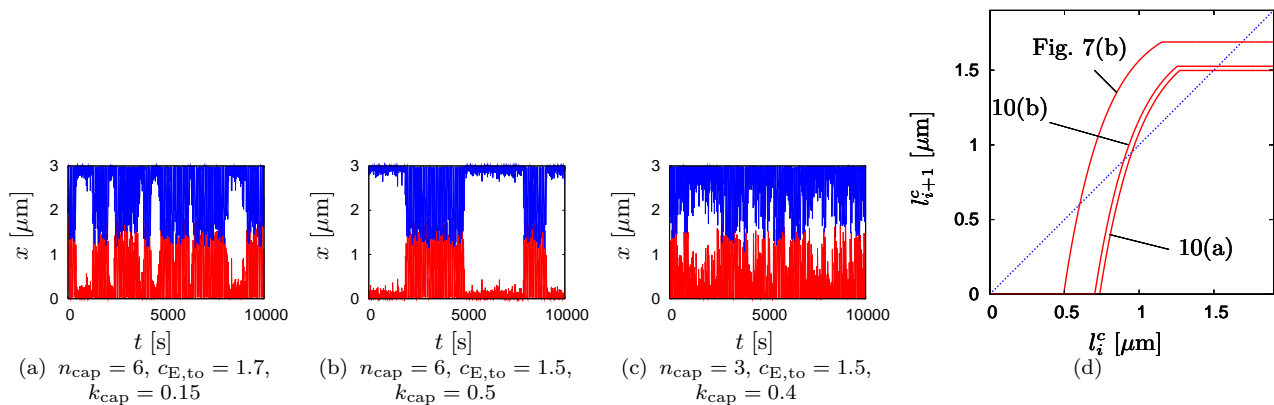 3
2
1
0
x [μm]
0
10000
t [s]
(a) n_cap = 6, c_E,to = 1.7,
k_cap = 0.15
3
2
1
0
x [μm]
0
10000
t [s]
(b) n_cap = 6, c_E,to = 1.5,
k_cap = 0.5
3
2
1
0
x [μm]
0
10000
t [s]
(c) n_cap = 3, c_E,to = 1.5,
k_cap = 0.4
1.5
1
0.5
0
l^c_{i+1} [μm]
Fig. 7(b)
10(b)
10(a)
0
0.5
1
1.5
l^c_i [μm]
(d)